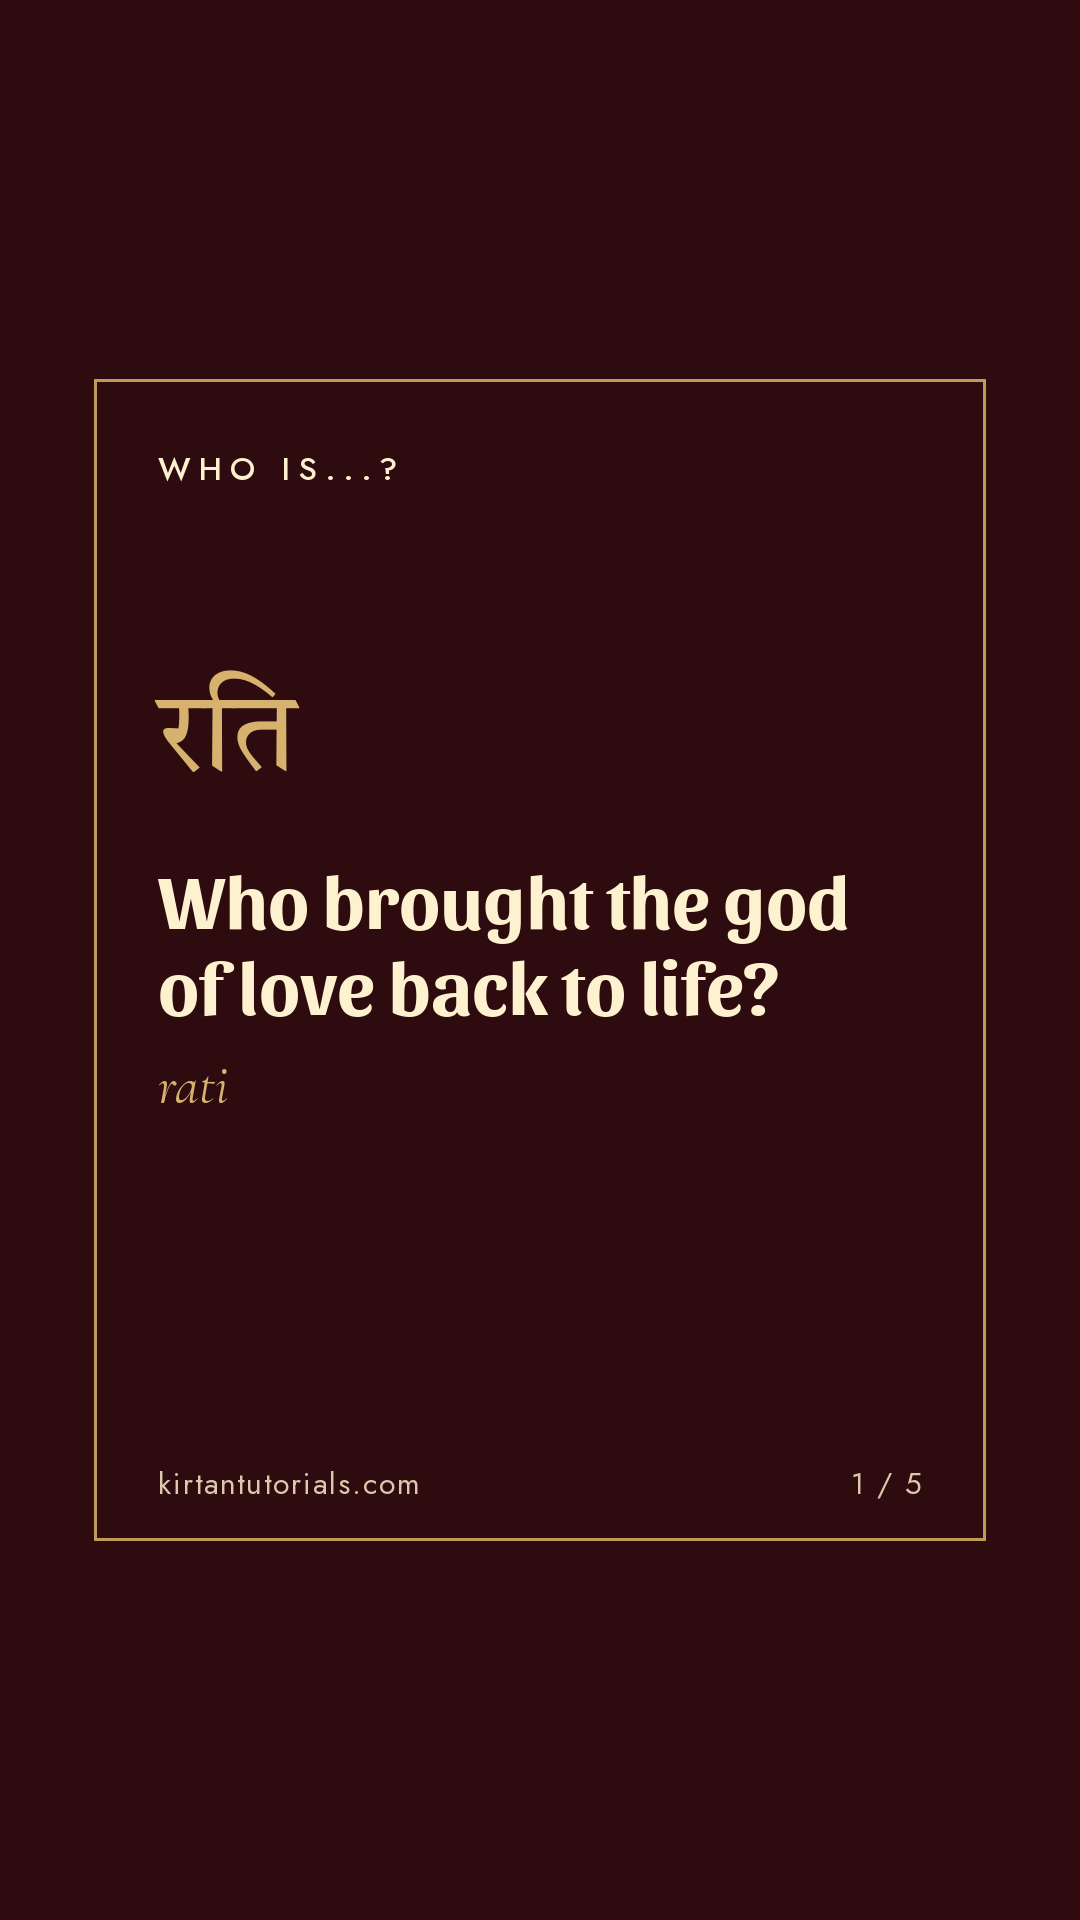 WHO IS...?
रति
Who brought the god
of love back to life?
rati
kirtantutorials.com
1 / 5